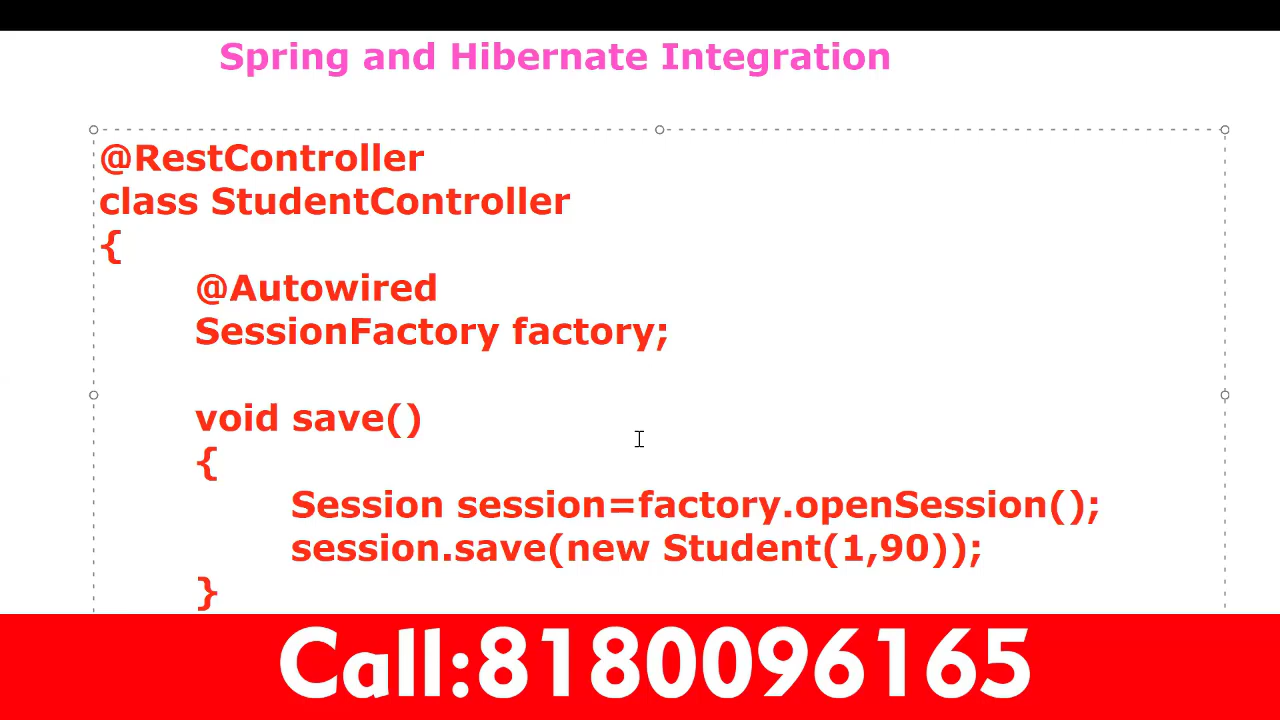 Spring and Hibernate Integration
@RestController
class StudentController
{
@Autowired
SessionFactory factory;
void save()
{
Session session=factory.openSession();
session.save(new Student(1,90));
}
Call:8180096165